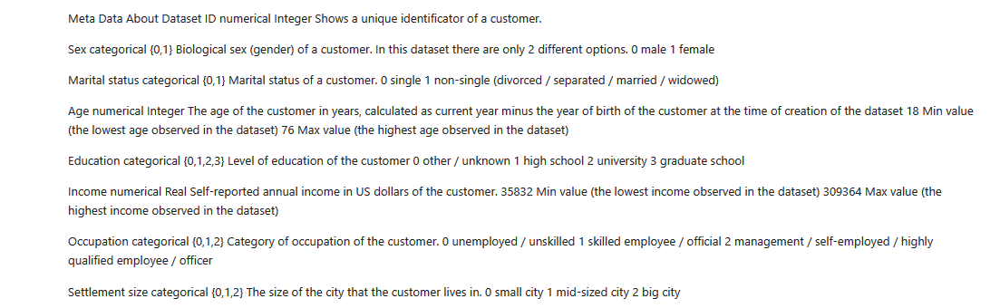 Meta Data About Dataset ID numerical Integer Shows a unique identificator of a customer.
Sex categorical {0,1} Biological sex (gender) of a customer. In this dataset there are only 2 different options. 0 male 1 female
Marital status categorical {0,1} Marital status of a customer. 0 single 1 non-single (divorced / separated / married / widowed)
Age numerical Integer The age of the customer in years, calculated as current year minus the year of birth of the customer at the time of creation of the dataset 18 Min value
(the lowest age observed in the dataset) 76 Max value (the highest age observed in the dataset)
Education categorical {0,1,2,3} Level of education of the customer 0 other / unknown 1 high school 2 university 3 graduate school
Income numerical Real Self-reported annual income in US dollars of the customer. 35832 Min value (the lowest income observed in the dataset) 309364 Max value (the
highest income observed in the dataset)
Occupation categorical {0,1,2} Category of occupation of the customer. 0 unemployed / unskilled 1 skilled employee / official 2 management / self-employed / highly
qualified employee / officer
Settlement size categorical {0,1,2} The size of the city that the customer lives in. 0 small city 1 mid-sized city 2 big city